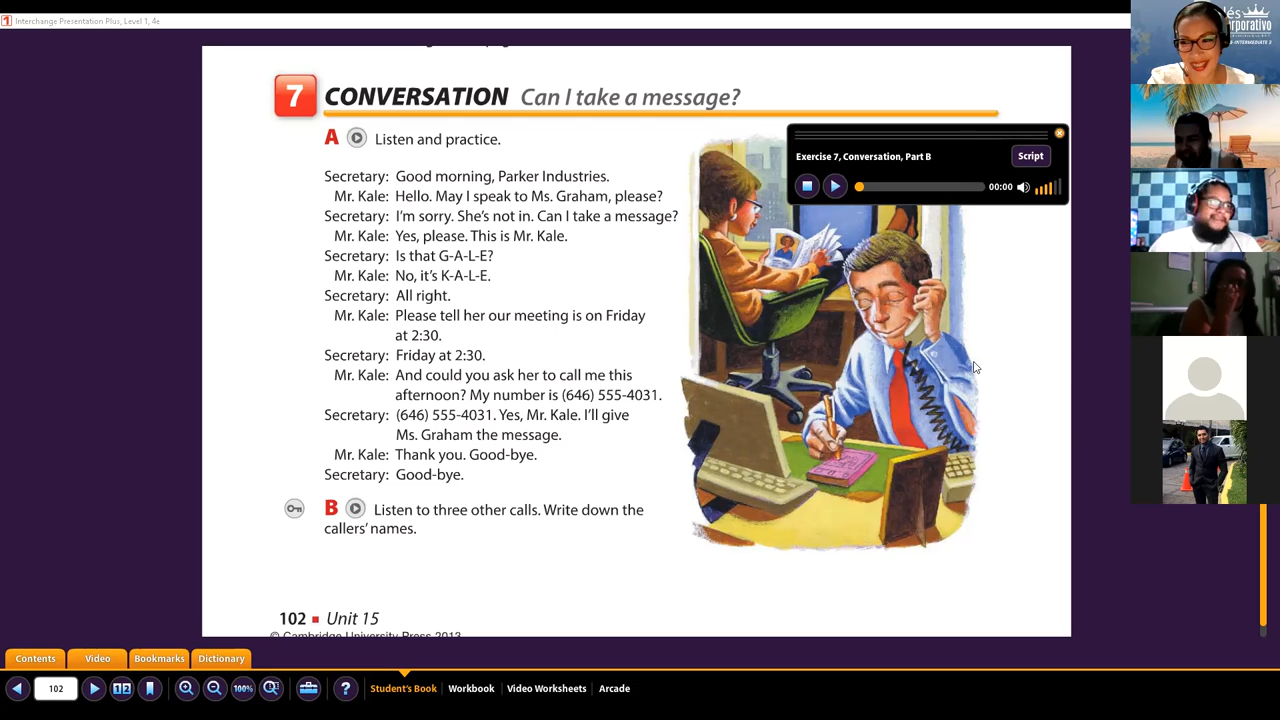 Interchange Presentation Plus, Level 1, 4e
7 CONVERSATION Can I take a message?
A Listen and practice.
Secretary: Good morning, Parker Industries.
Mr. Kale: Hello. May I speak to Ms. Graham, please?
Secretary: I'm sorry. She's not in. Can I take a message?
Mr. Kale: Yes, please. This is Mr. Kale.
Secretary: Is that G-A-L-E?
Mr. Kale: No, it's K-A-L-E.
Secretary: All right.
Mr. Kale: Please tell her our meeting is on Friday
at 2:30.
Secretary: Friday at 2:30.
Mr. Kale: And could you ask her to call me this
afternoon? My number is (646) 555-4031.
Secretary: (646) 555-4031. Yes, Mr. Kale. I'll give
Ms. Graham the message.
Mr. Kale: Thank you. Good-bye.
Secretary: Good-bye.
B Listen to three other calls. Write down the
callers' names.
102 Unit 15
© Cambridge University Press 2013
Exercise 7, Conversation, Part B
Script
00:00
Contents Video Bookmarks Dictionary
102 12 100% Student's Book Workbook Video Worksheets Arcade